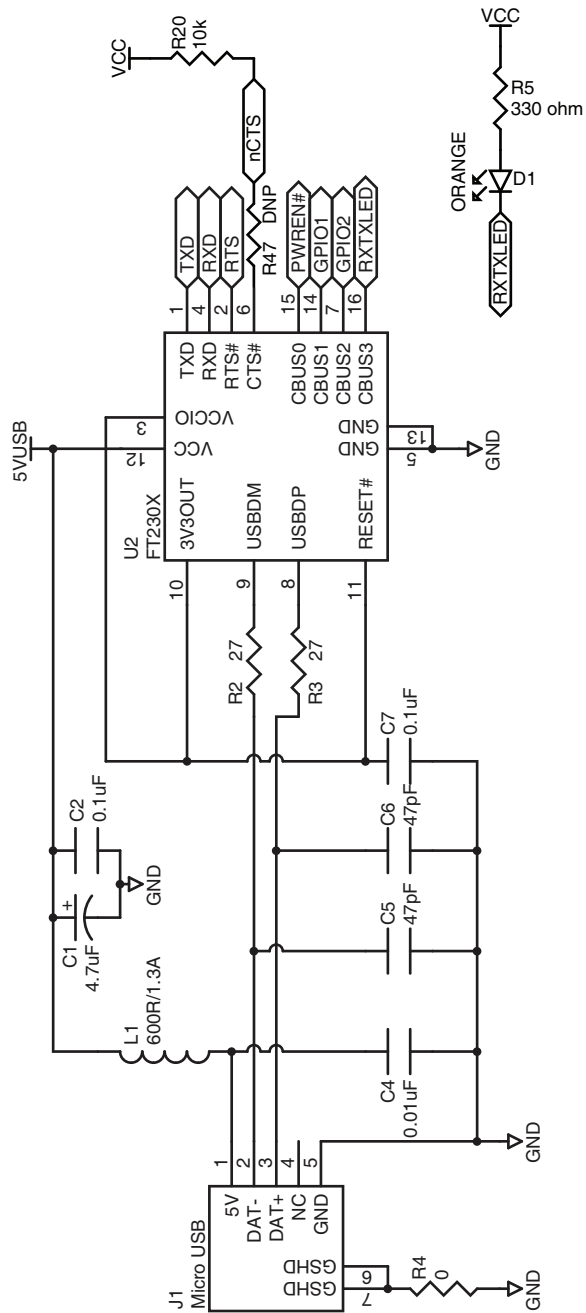 J1
Micro USB
5V
DAT-
DAT+
NC
GND
GSHD
GSHD
1
2
3
4
5
6
7
R4
0
GND
GND
L1
600R/1.3A
C4
0.01uF
C1
+
4.7uF
C2
0.1uF
GND
C5
47pF
C6
47pF
C7
0.1uF
R2
27
R3
27
5VUSB
U2
FT230X
10
9
8
11
3V3OUT
USBDM
USBDP
RESET#
12
3
VCC
VCCIO
GND
GND
5
13
GND
TXD
RXD
RTS#
CTS#
CBUS0
CBUS1
CBUS2
CBUS3
1
4
2
6
15
14
7
16
TXD
RXD
RTS
R47
DNP
nCTS
R20
10k
VCC
PWREN#
GPIO1
GPIO2
RXTXLED
RXTXLED
ORANGE
D1
R5
330 ohm
VCC